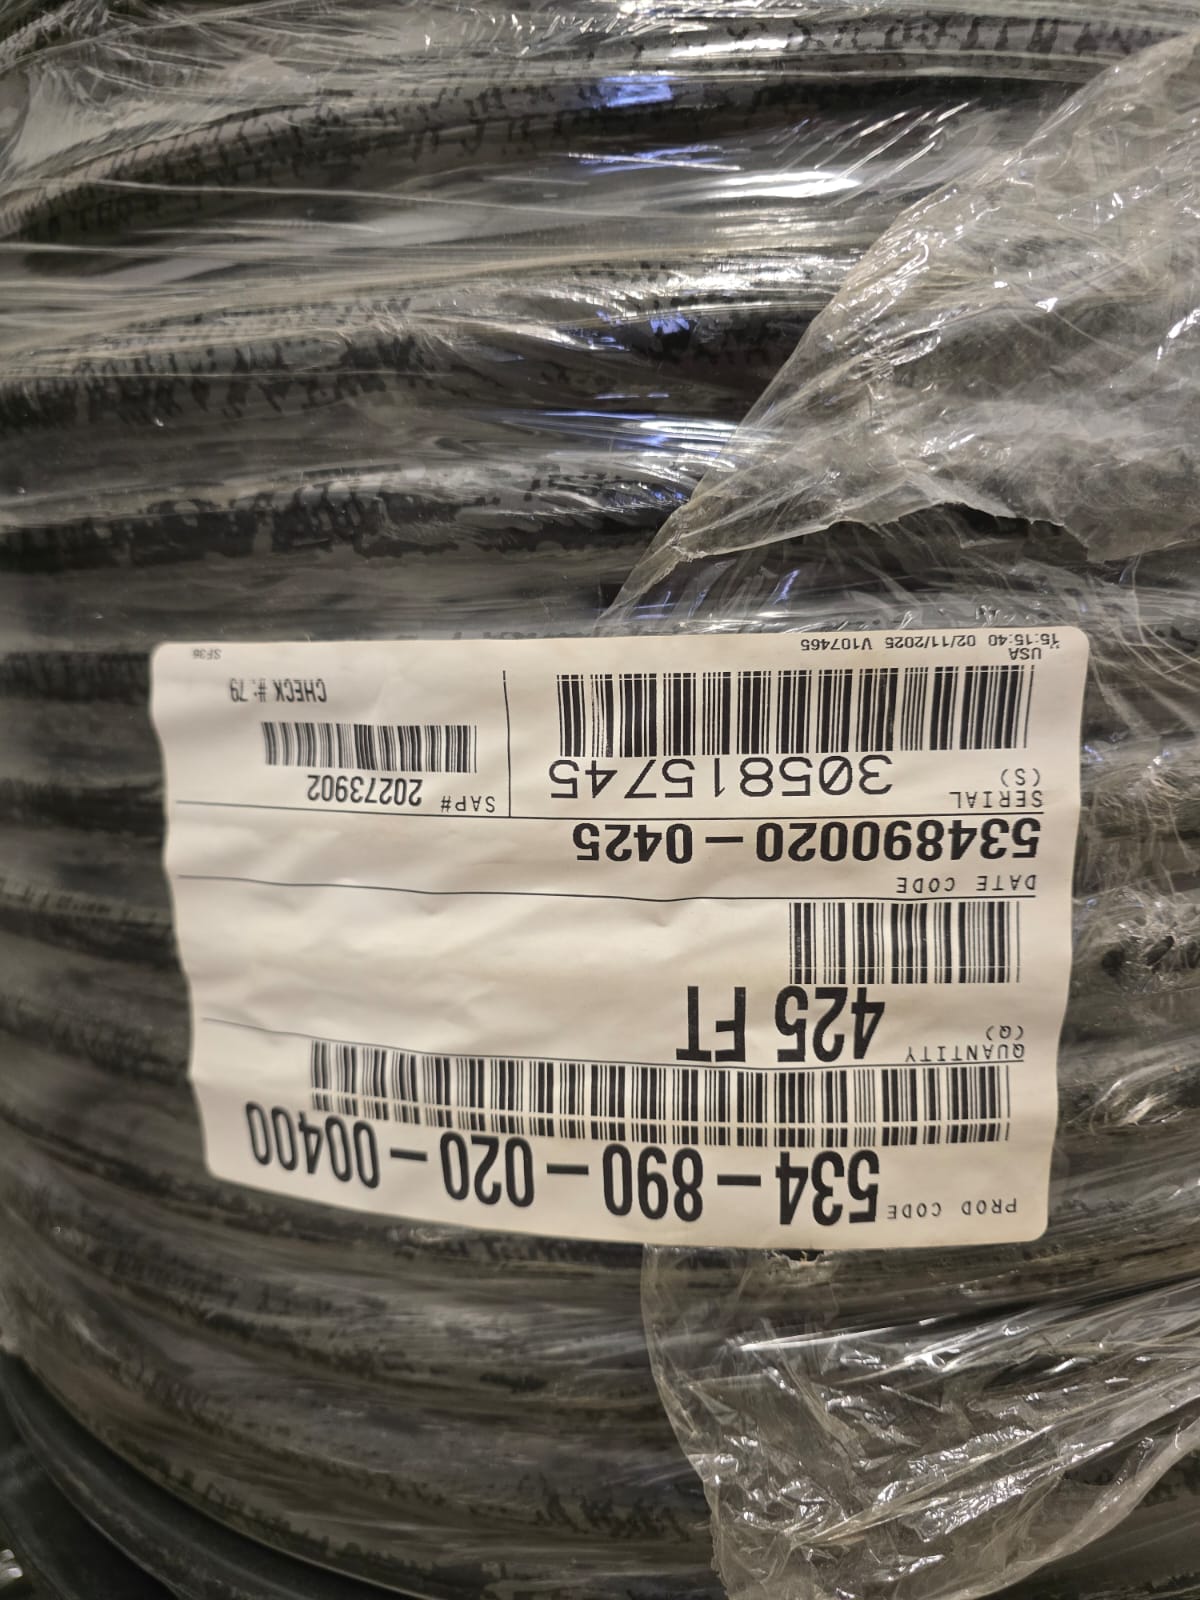 PROD CODE 534-890-020-00400
QUANTITY 425 FT
(Q)
DATE CODE
534890020-0425
SERIAL 305815745
(S)
SAP# 20273902
CHECK #:79
USA
15:15:40 02/11/2025 V107465
SF36